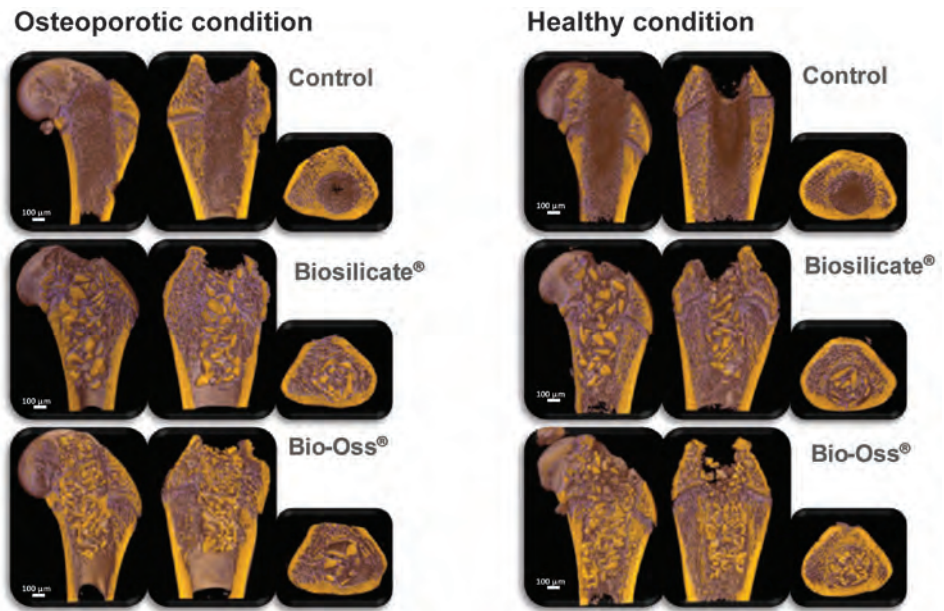 Osteoporotic condition
Healthy condition
Control
100 µm
Control
100 µm
Biosilicate®
100 µm
Biosilicate®
100 µm
Bio-Oss®
100 µm
Bio-Oss®
100 µm